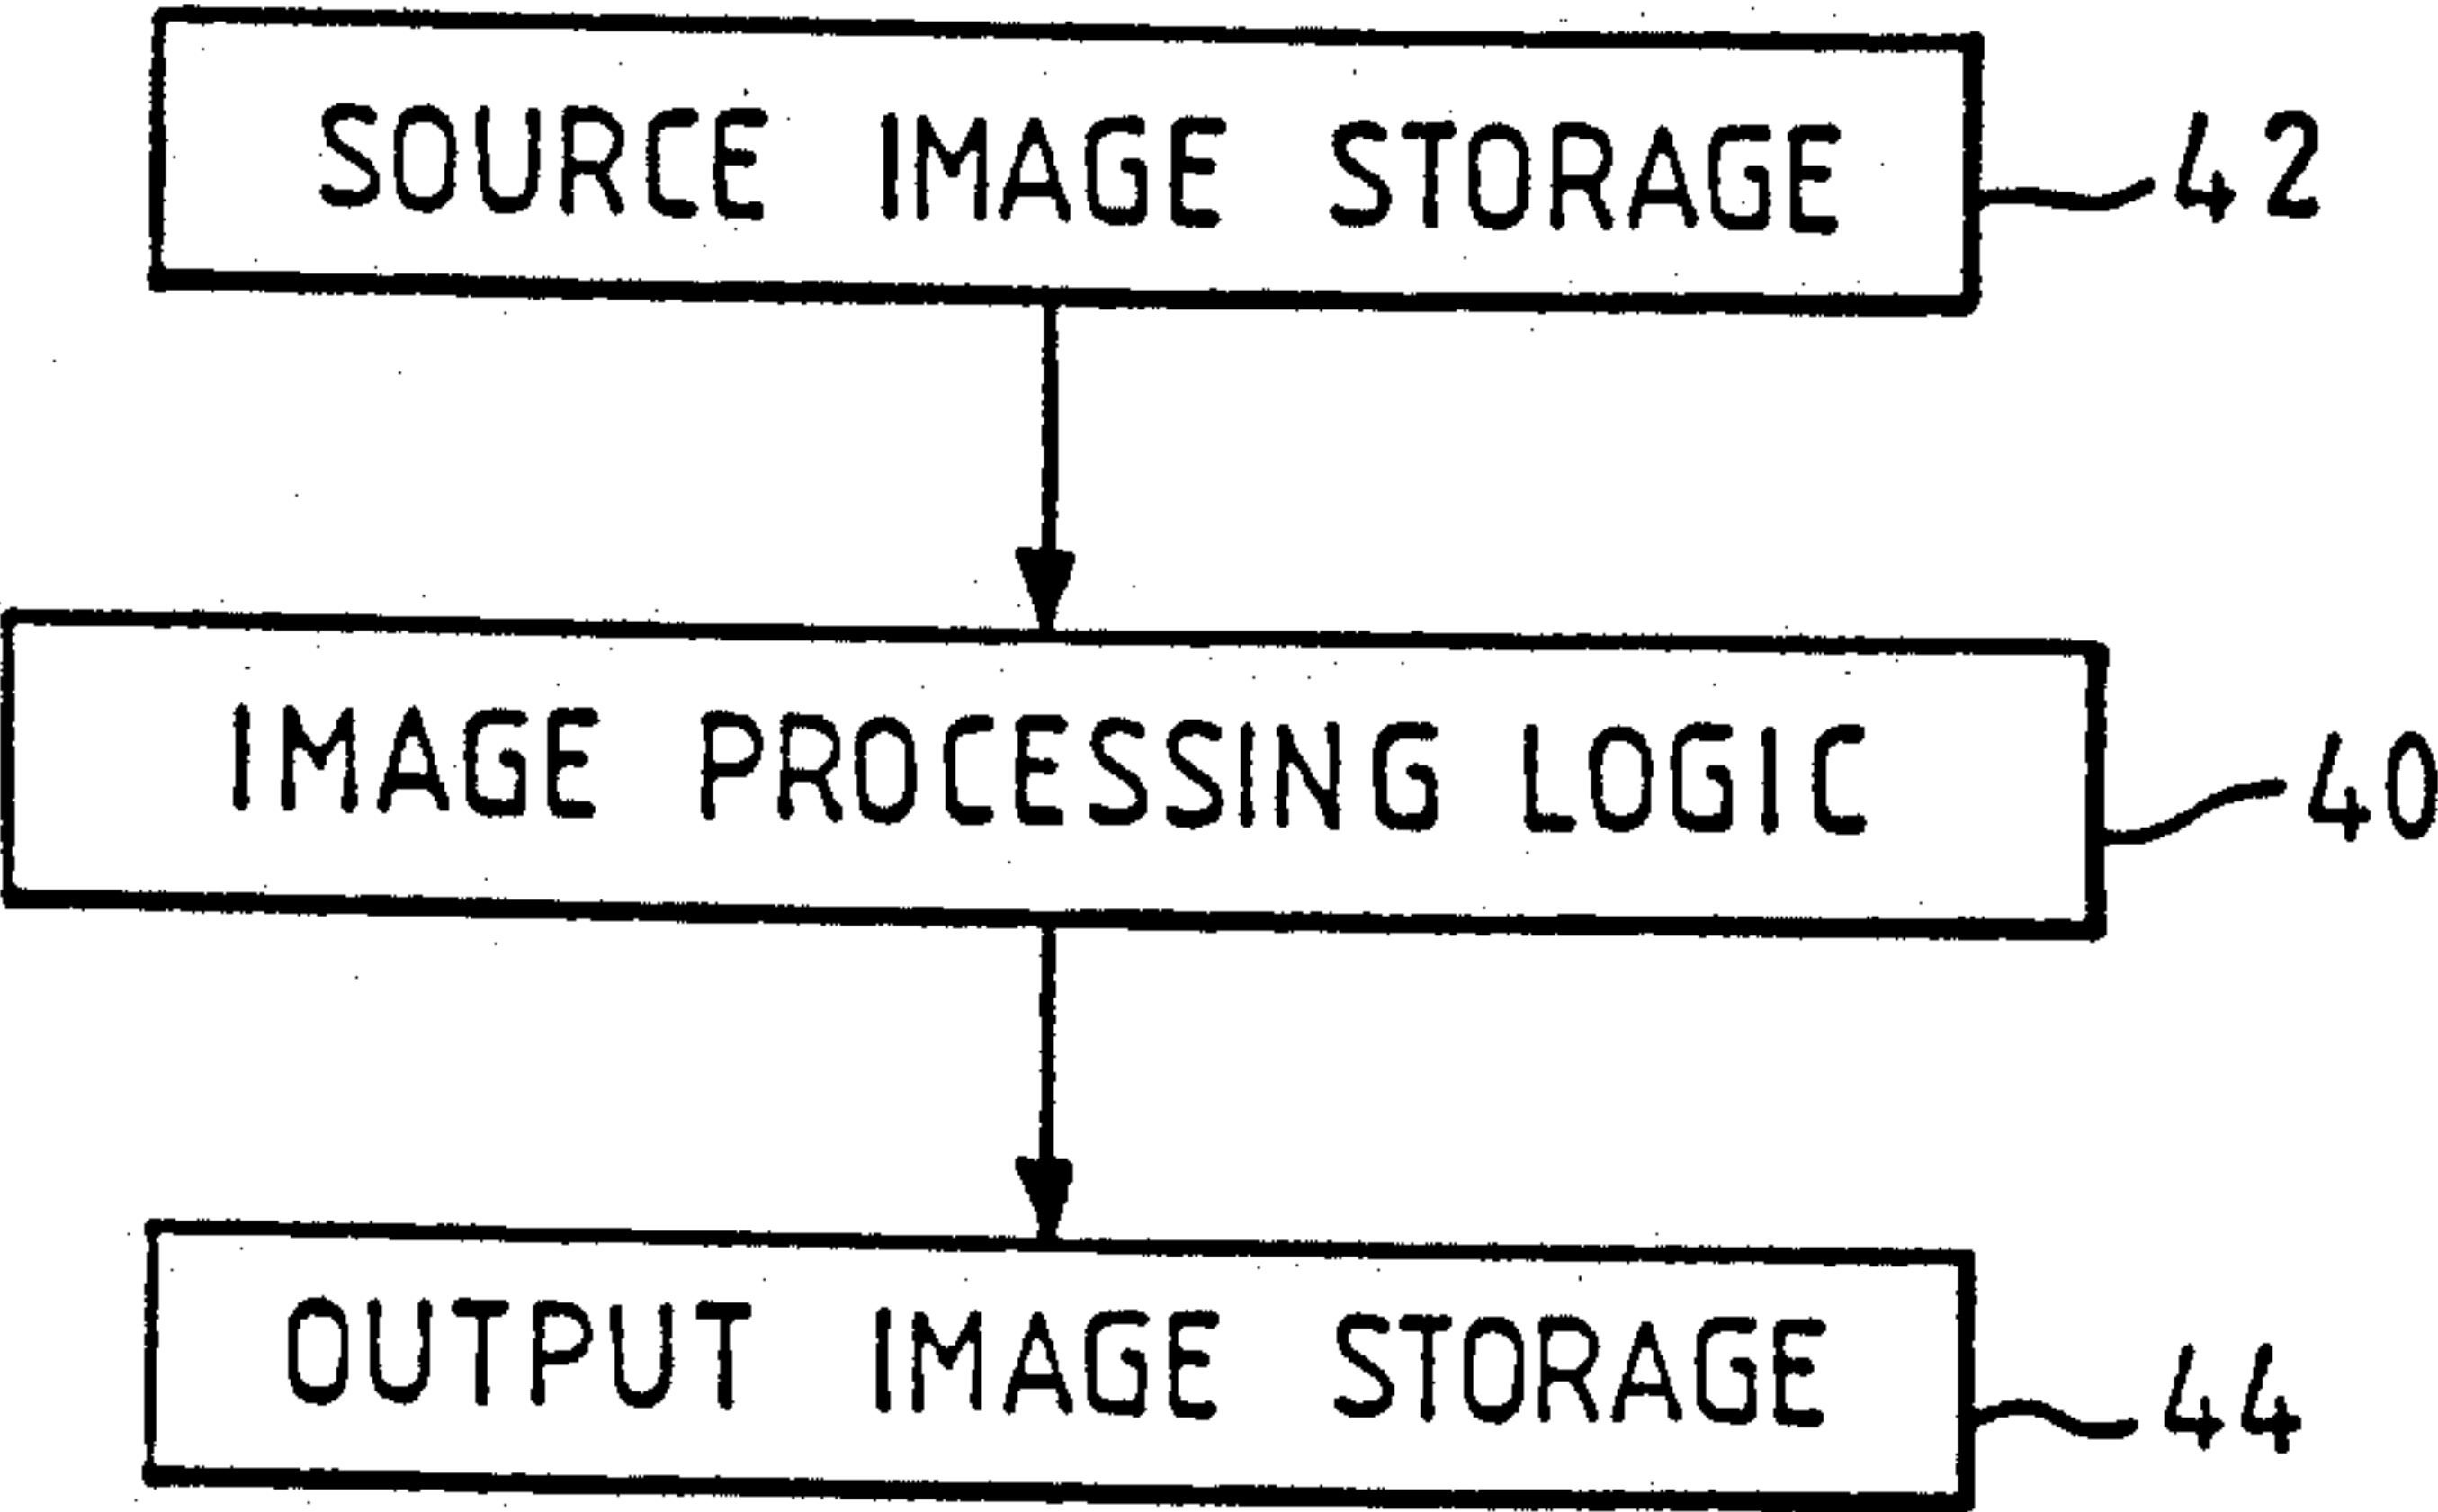 SOURCE IMAGE STORAGE 42
IMAGE PROCESSING LOGIC 40
OUTPUT IMAGE STORAGE 44